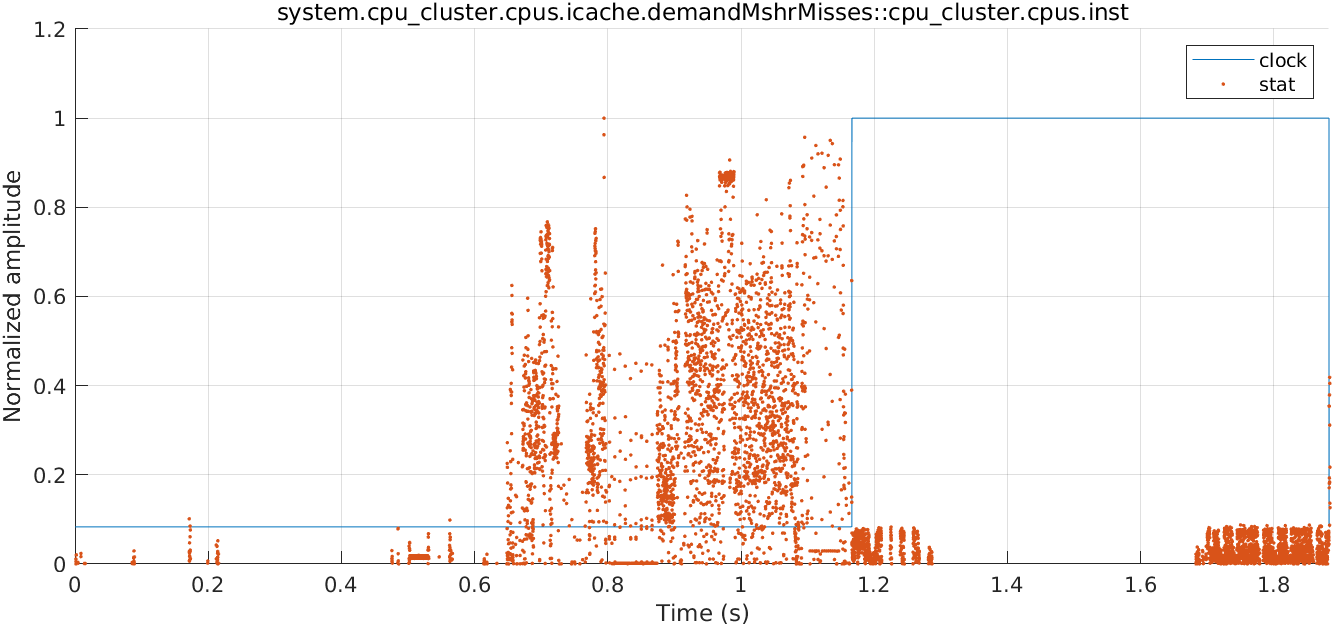 system.cpu_cluster.cpus.icache.demandMshrMisses::cpu_cluster.cpus.inst
clock
stat
Normalized amplitude
1.2
1
0.8
0.6
0.4
0.2
0
0 0.2 0.4 0.6 0.8 1 1.2 1.4 1.6 1.8
Time (s)